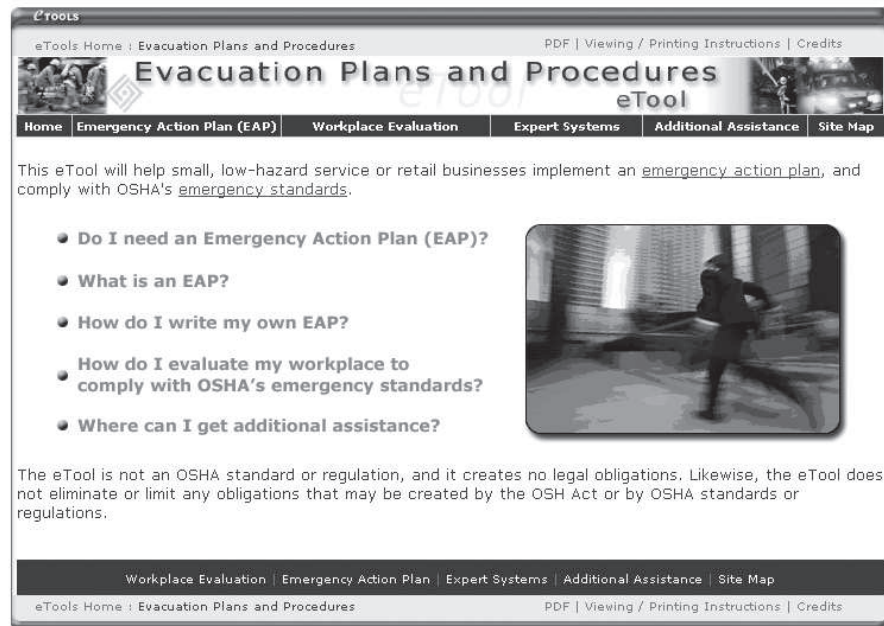 eTOOLS
eTools Home : Evacuation Plans and Procedures PDF | Viewing / Printing Instructions | Credits
Evacuation Plans and Procedures
eTool
eTool
Home Emergency Action Plan (EAP) Workplace Evaluation Expert Systems Additional Assistance Site Map
This eTool will help small, low-hazard service or retail businesses implement an emergency action plan, and
comply with OSHA's emergency standards.
Do I need an Emergency Action Plan (EAP)?
What is an EAP?
How do I write my own EAP?
How do I evaluate my workplace to
comply with OSHA's emergency standards?
Where can I get additional assistance?
The eTool is not an OSHA standard or regulation, and it creates no legal obligations. Likewise, the eTool does
not eliminate or limit any obligations that may be created by the OSH Act or by OSHA standards or
regulations.
Workplace Evaluation | Emergency Action Plan | Expert Systems | Additional Assistance | Site Map
eTools Home : Evacuation Plans and Procedures PDF | Viewing / Printing Instructions | Credits